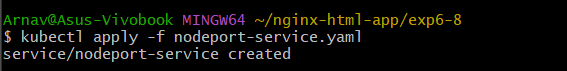 Arnav@Asus-Vivobook MINGW64 ~/nginx-html-app/exp6-8
$ kubectl apply -f nodeport-service.yaml
service/nodeport-service created